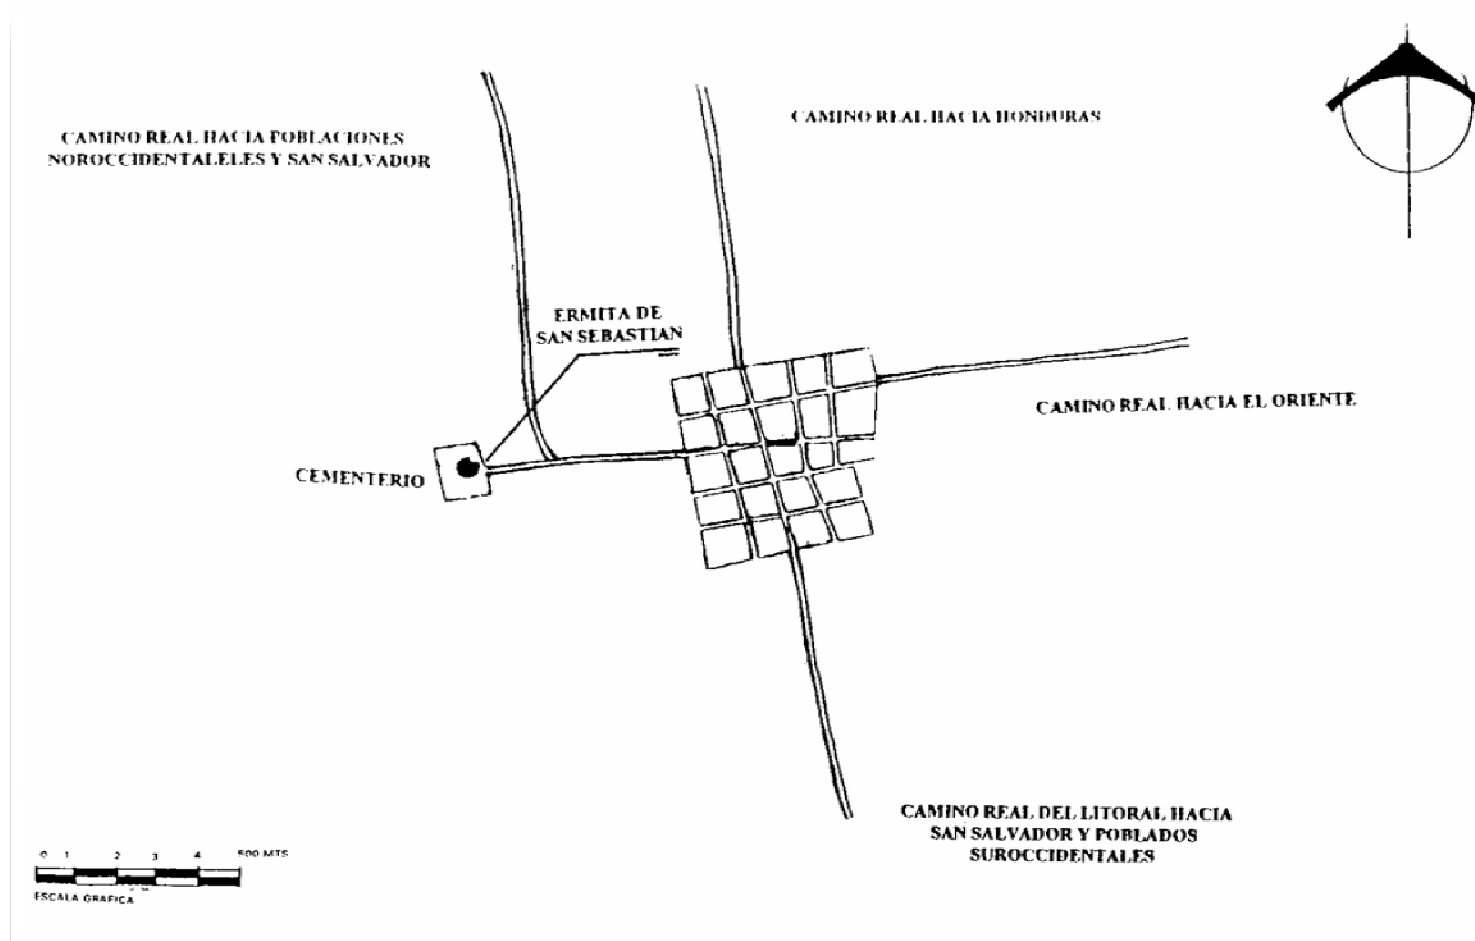 CAMINO REAL HACIA HONDURAS
CAMINO REAL HACIA POBLACIONES
NOROCCIDENTALELES Y SAN SALVADOR
ERMITA DE
SAN SEBASTIAN
CAMINO REAL HACIA EL ORIENTE
CEMENTERIO
CAMINO REAL DEL LITORAL HACIA
SAN SALVADOR Y POBLADOS
SUROCCIDENTALES
0 1 2 3 4 500 MTS
ESCALA GRAFICA